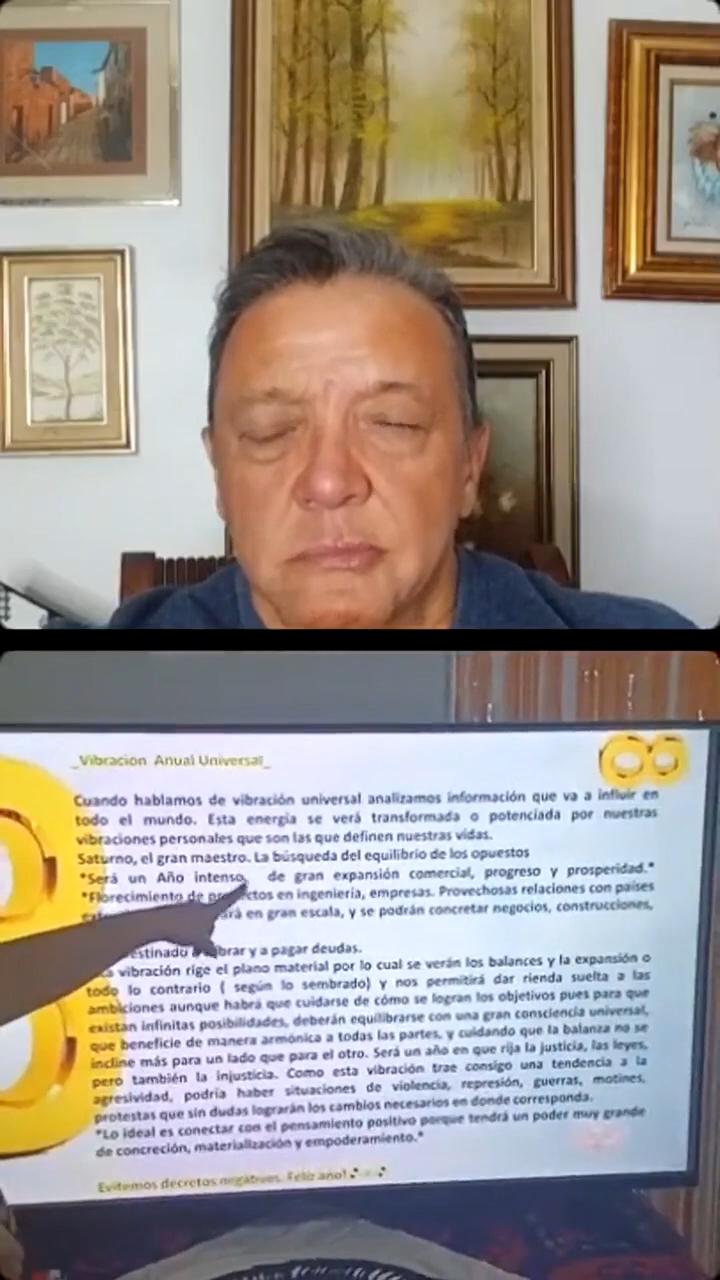 _Vibración Anual Universal_
Cuando hablamos de vibración universal analizamos información que va a influir en
todo el mundo. Esta energía se verá transformada o potenciada por nuestras
vibraciones personales que son las que definen nuestras vidas.
Saturno, el gran maestro. La búsqueda del equilibrio de los opuestos
*Será un Año intenso, de gran expansión comercial, progreso y prosperidad.*
*Florecimiento de en ingeniería, empresas. Provechosas relaciones con países
en gran escala, y se podrán concretar negocios, construcciones,
y a pagar deudas.
vibración rige el plano material por lo cual se verán los balances y la expansión o
todo lo contrario ( según lo sembrado) y nos permitirá dar rienda suelta a las
ambiciones aunque habrá que cuidarse de cómo se logran los objetivos pues para que
existan infinitas posibilidades, deberán equilibrarse con una gran consciencia universal,
que beneficie de manera armónica a todas las partes, y cuidando que la balanza no se
incline más para un lado que para el otro. Será un año en que rija la justicia, las leyes,
pero también la injusticia. Como esta vibración trae consigo una tendencia a la
agresividad, podría haber situaciones de violencia, represión, guerras, motines,
protestas que sin dudas lograrán los cambios necesarios en donde corresponda.
*Lo ideal es conectar con el pensamiento positivo porque tendrá un poder muy grande
de concreción, materialización y empoderamiento.*
Evitemos decretos negativos. Feliz año!